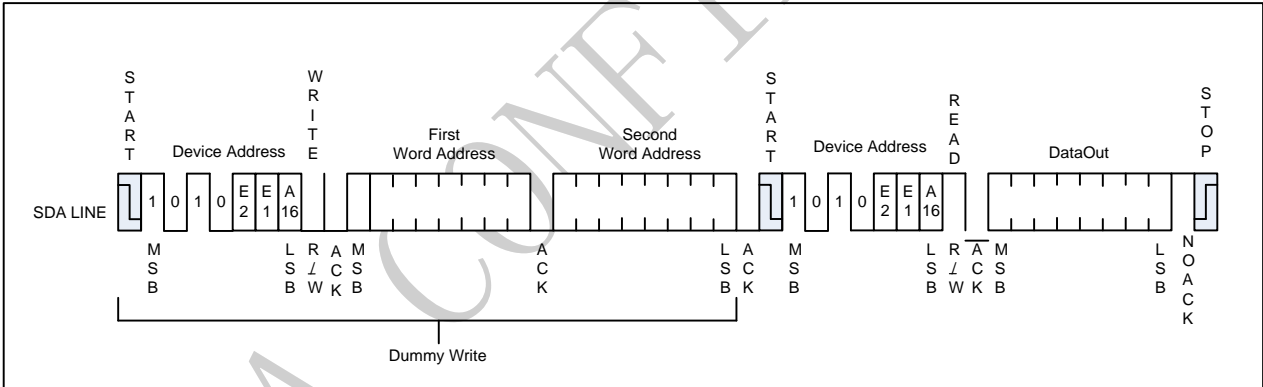 A CONFI
START
WRITE
START
READ
STOP
Device Address
First
Word Address
Second
Word Address
Device Address
DataOut
SDA LINE
1 0 1 0 E2 E1 A16
1 0 1 0 E2 E1 A16
MSB
LSB
R/W
ACK
MSB
ACK
LSB
ACK
MSB
LSB
R/W
ACK
MSB
LSB
NOACK
Dummy Write